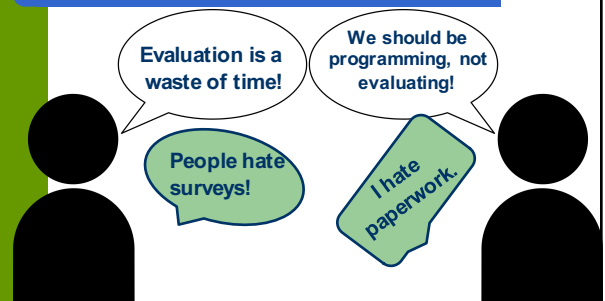 Evaluation is a
waste of time!
We should be
programming, not
evaluating!
People hate
surveys!
I hate
paperwork.